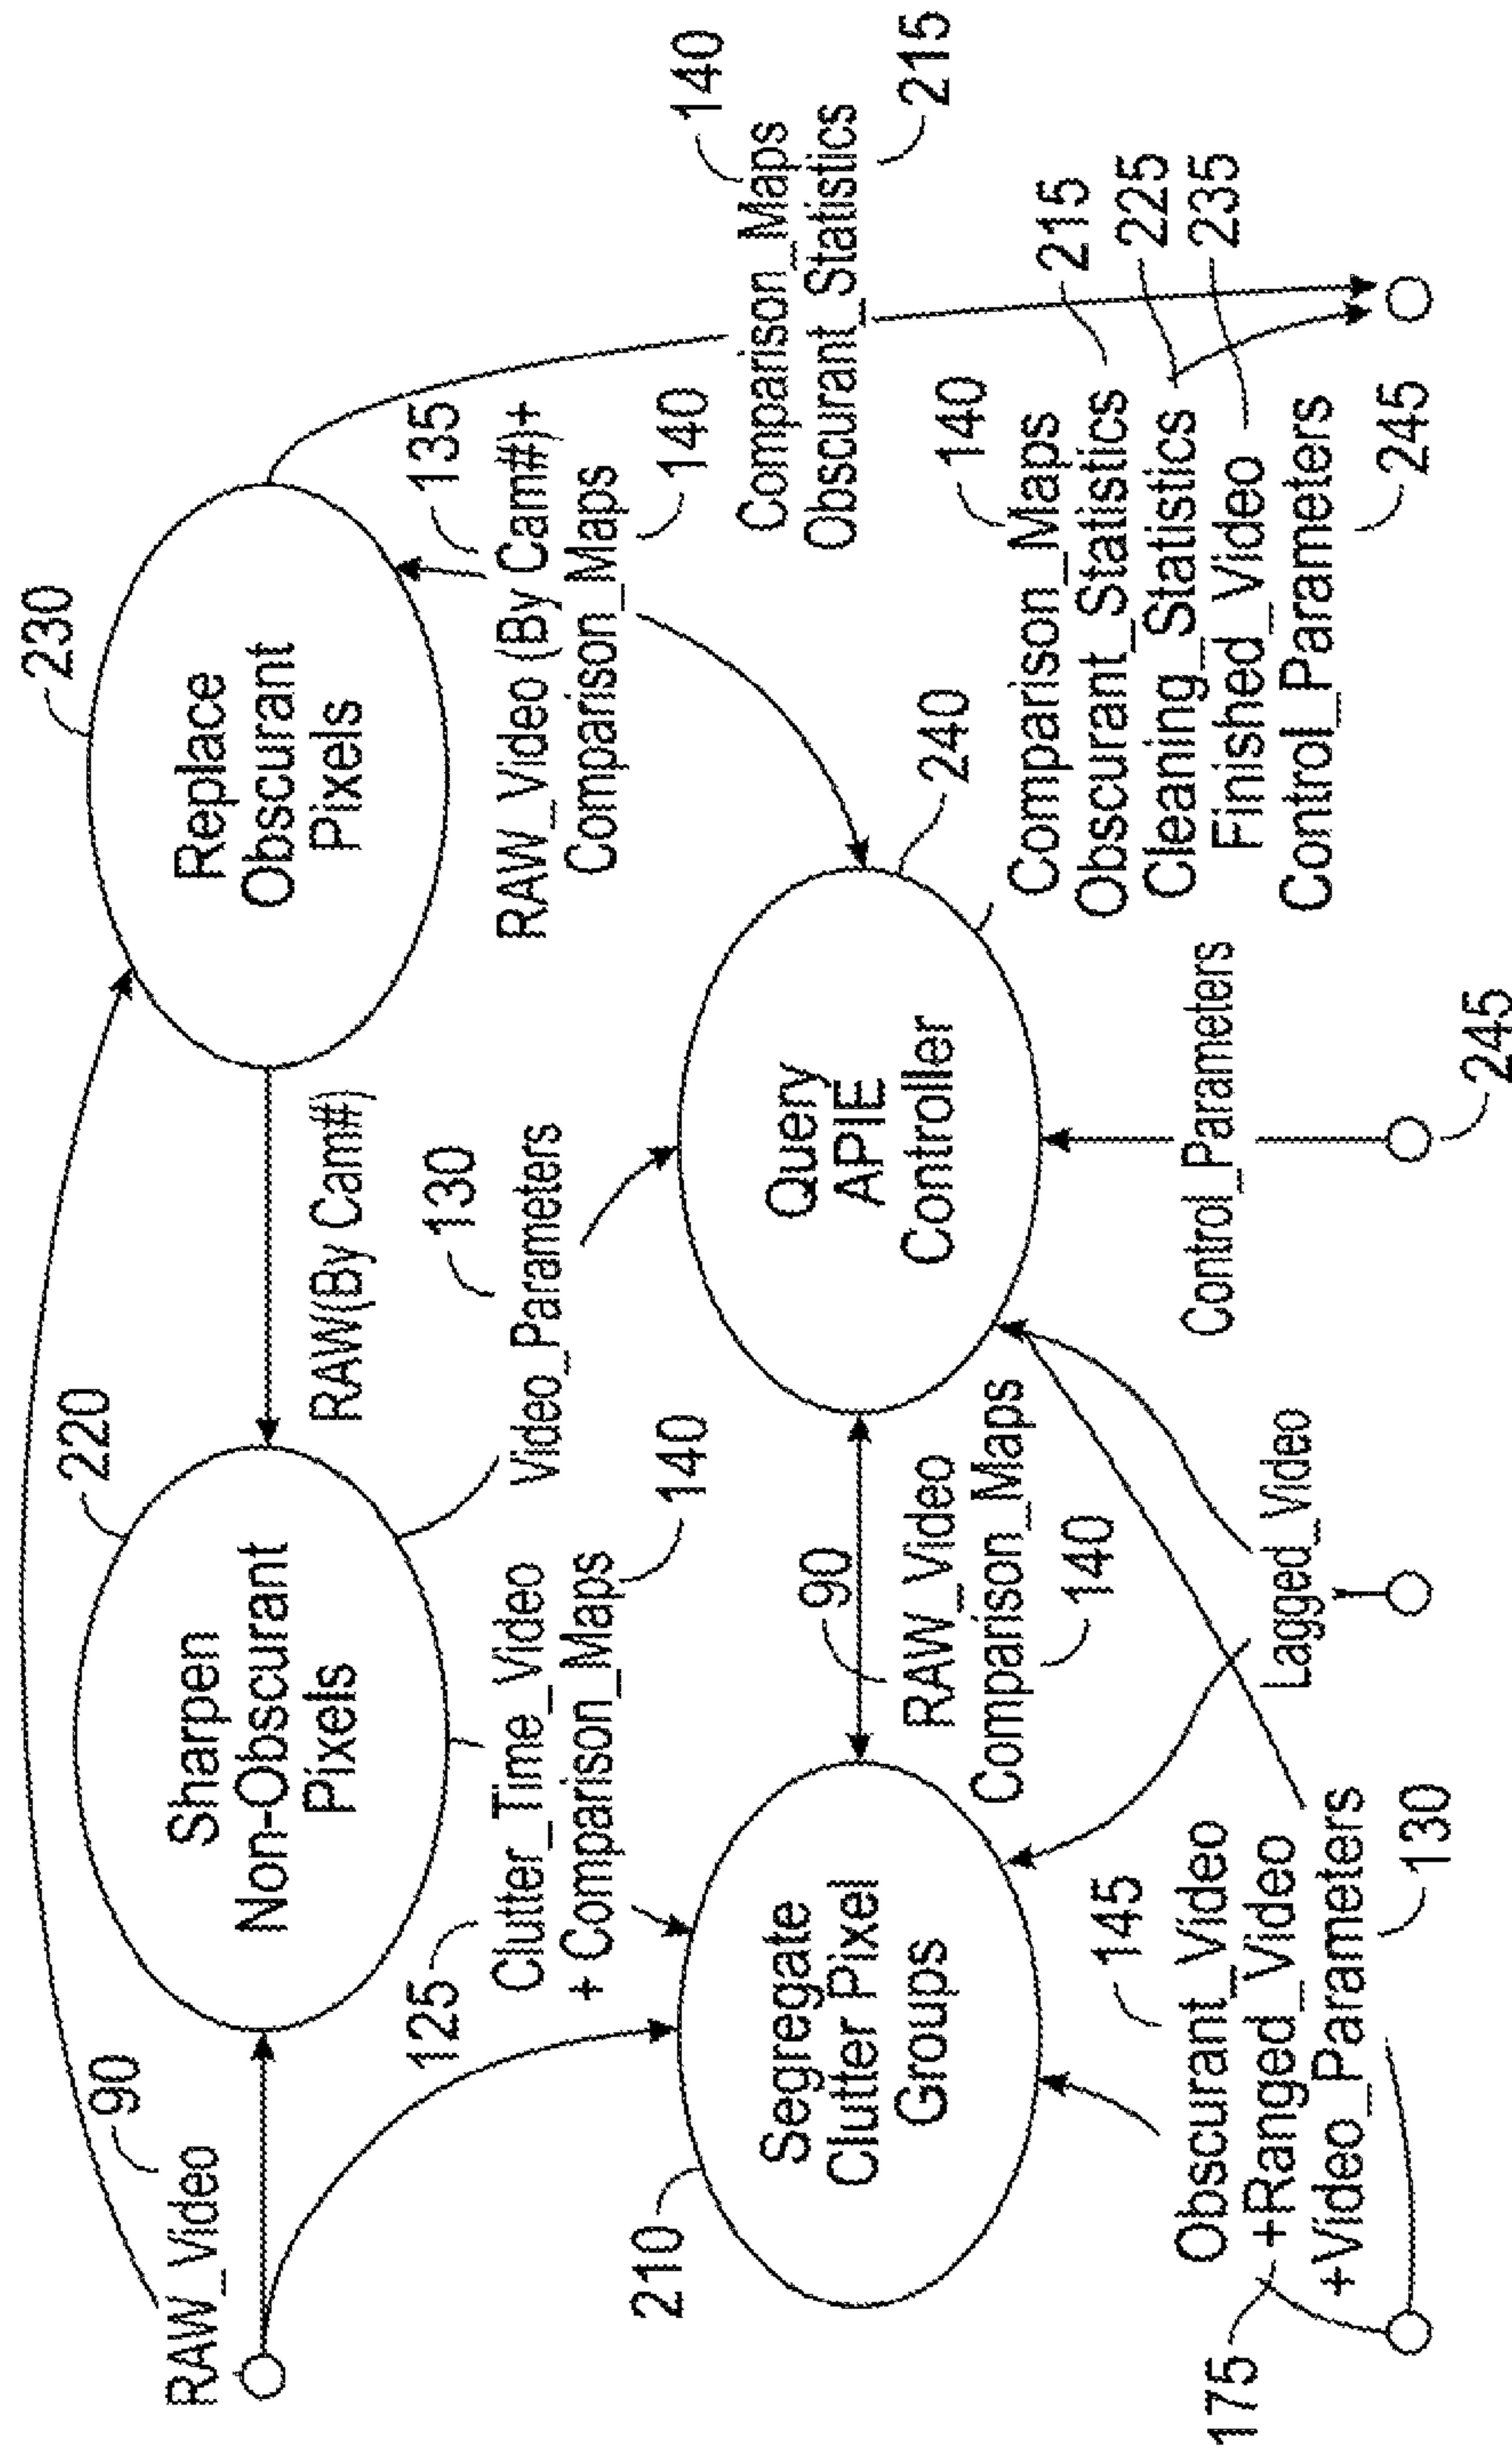 RAW_Video
90
220
Sharpen
Non-Obscurant
Pixels
RAW(By Cam#)
230
Replace
Obscurant
Pixels
125
Clutter_Time_Video
+ Comparison_Maps
140
130
Video_Parameters
135
RAW_Video (By Cam#)+
Comparison_Maps
140
140
Comparison_Maps
Obscurant_Statistics
215
210
Segregate
Clutter Pixel
Groups
90
RAW_Video
Comparison_Maps
140
Query
APIE
Controller
240
140
Comparison_Maps
215
Obscurant_Statistics
225
Cleaning_Statistics
235
Finished_Video
Control_Parameters
245
145
Obscurant_Video
175
+Ranged_Video
+Video_Parameters
130
Lagged_Video
Control_Parameters
245